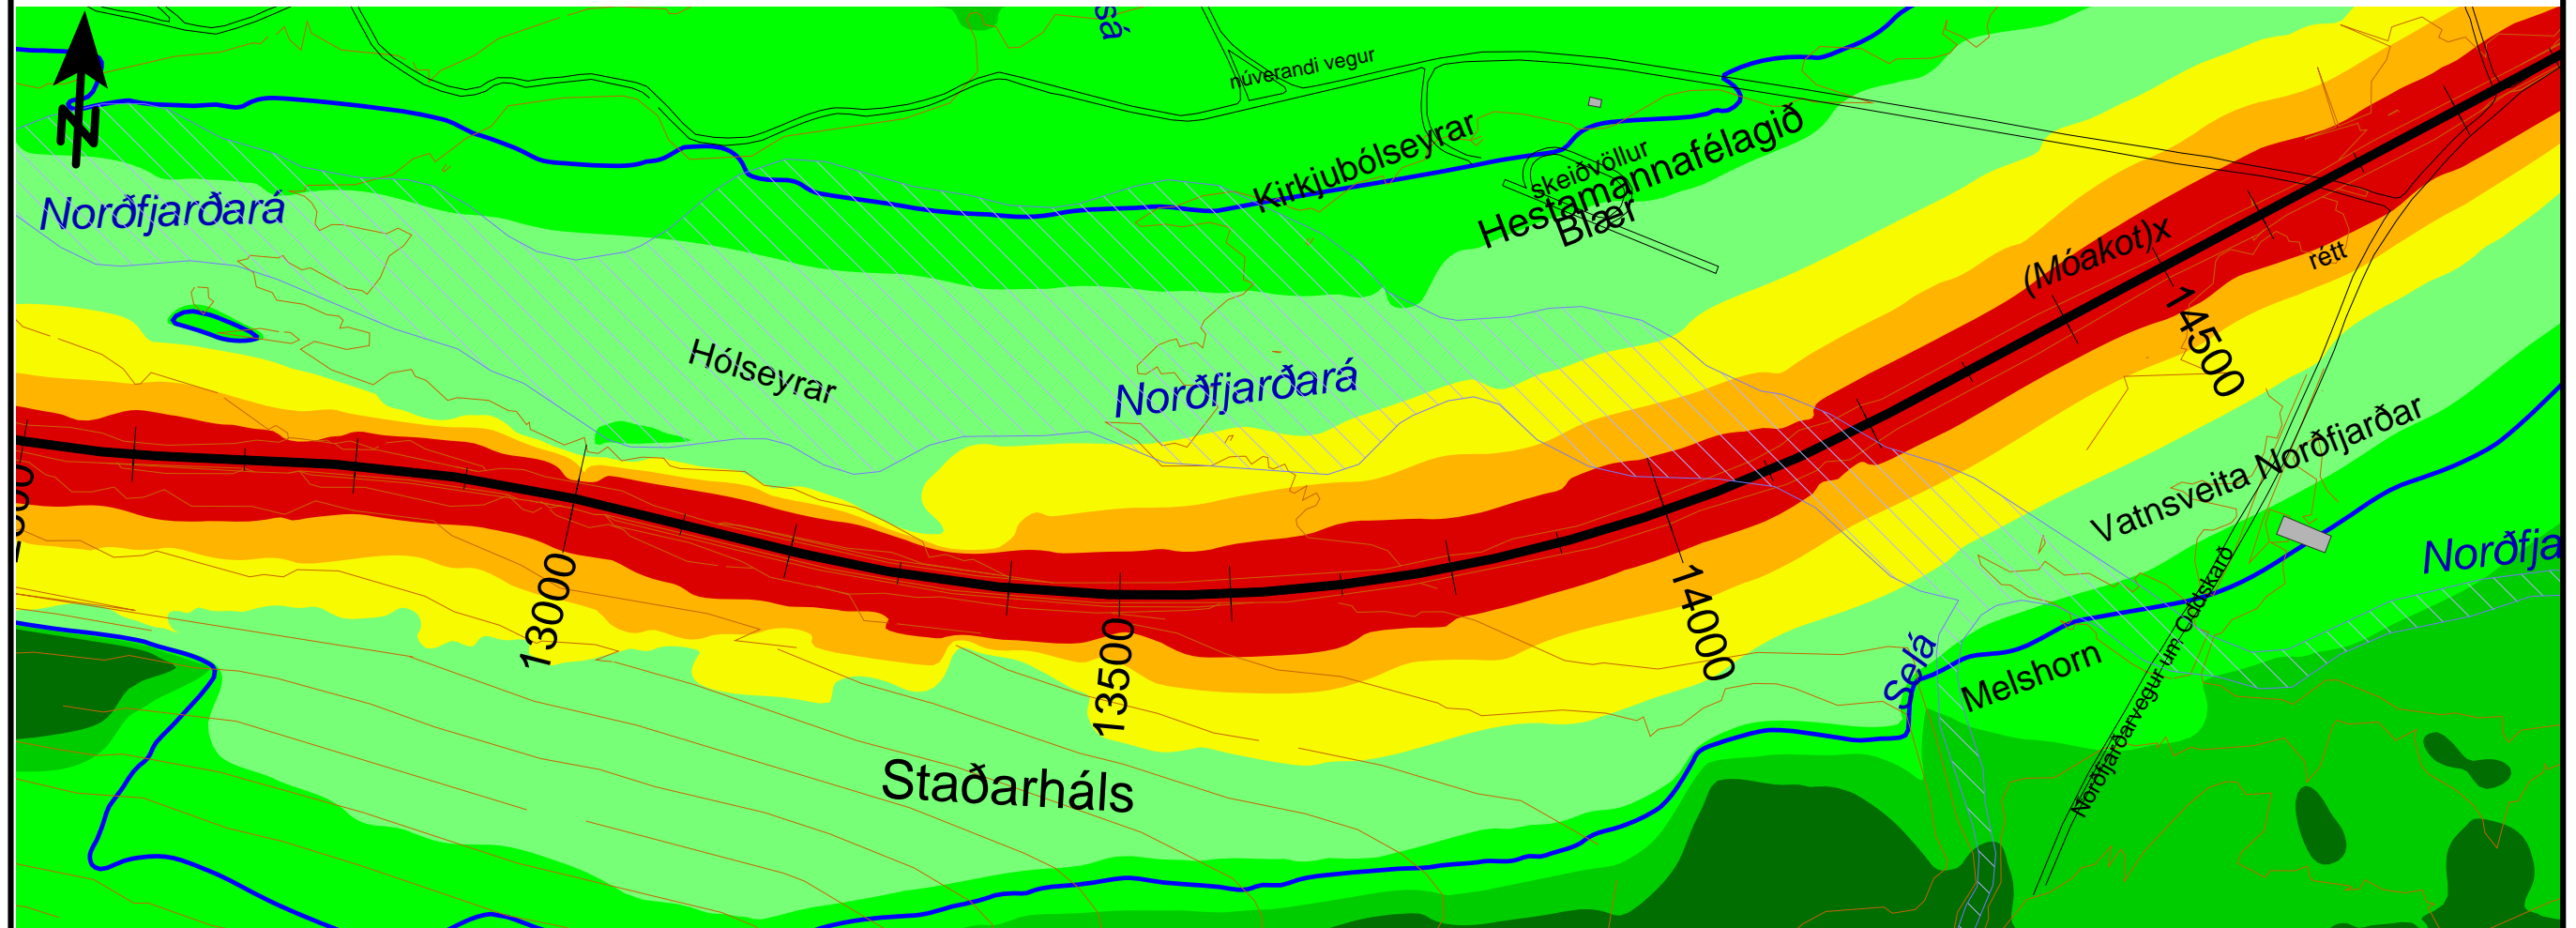 sá
núverandi vegur
N
Kirkjubólseyrar
skeiðvöllur
Hestamannafélagið
Blær
Norðfjarðará
(Móakot)x
rétt
14500
Hólseyrar
Norðfjarðará
Vatnsveita Norðfjarðar
Norðfja
13000
14000
13500
Selá
Melshorn
Norðfjarðarvegur um Oddskarð
Staðarháls